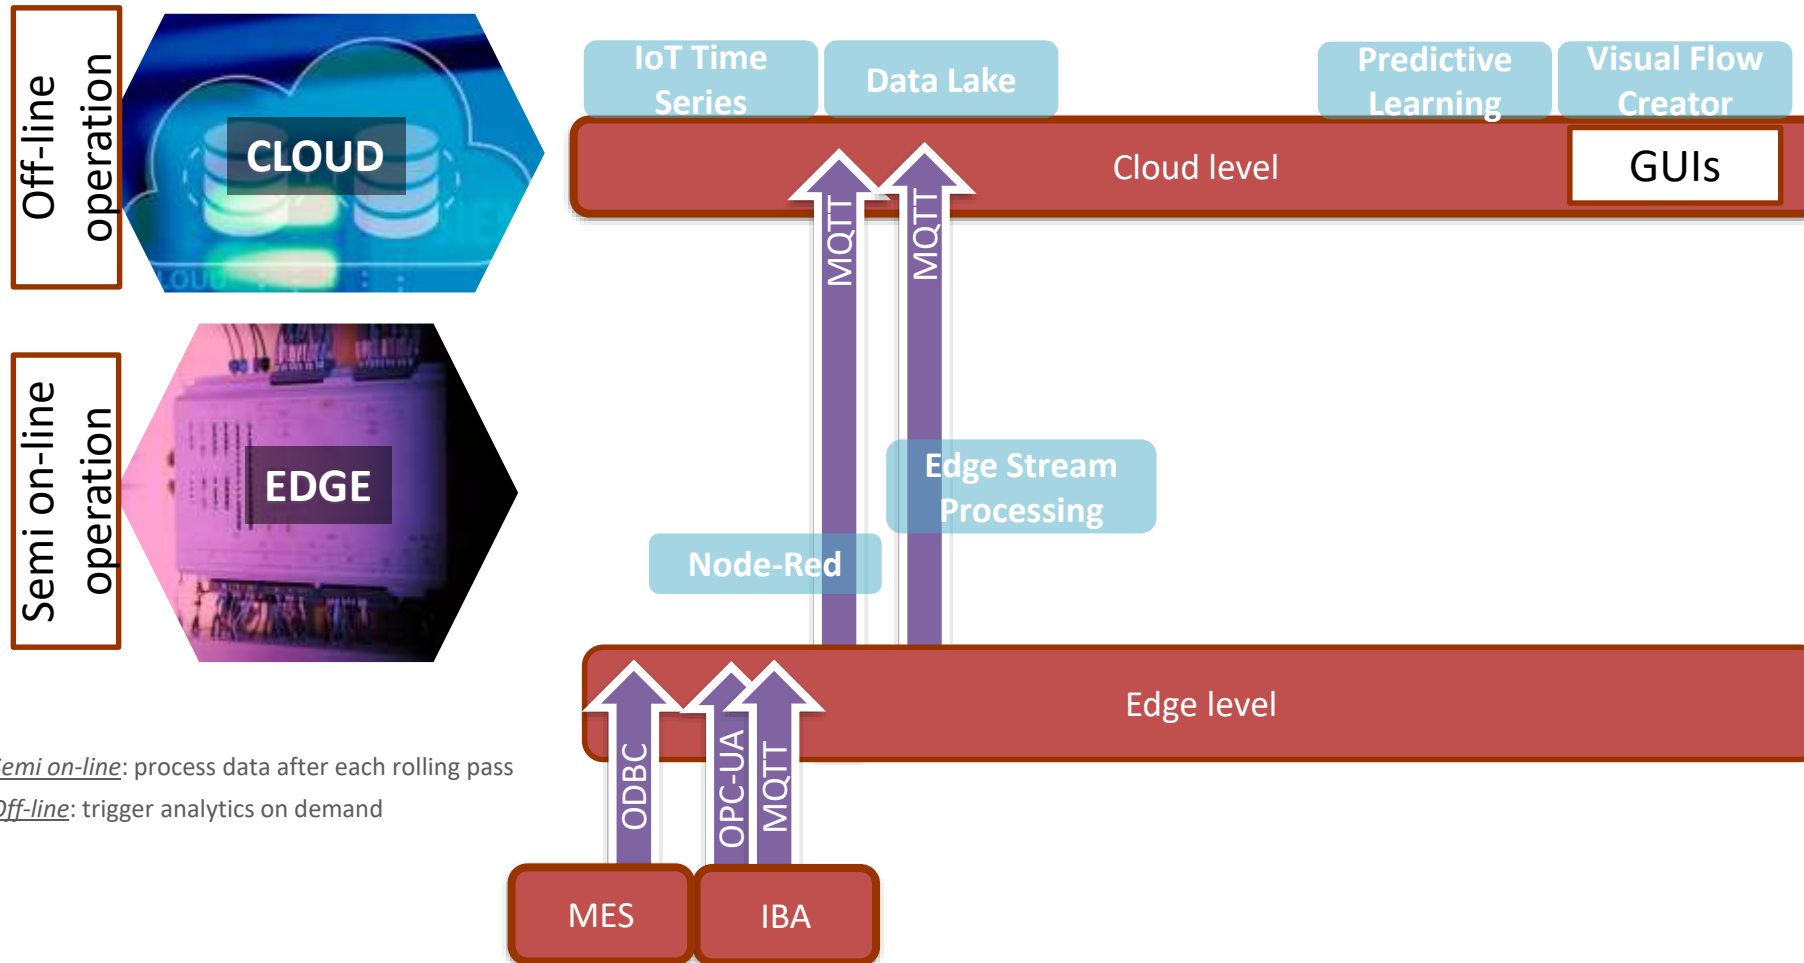 Off-line
operation
CLOUD
IoT Time
Series
Data Lake
Predictive
Learning
Visual Flow
Creator
Cloud level
GUIs
MQTT
MQTT
Semi on-line
operation
EDGE
Edge Stream
Processing
Node-Red
Edge level
ODBC
OPC-UA
MQTT
Semi on-line: process data after each rolling pass
Off-line: trigger analytics on demand
MES
IBA